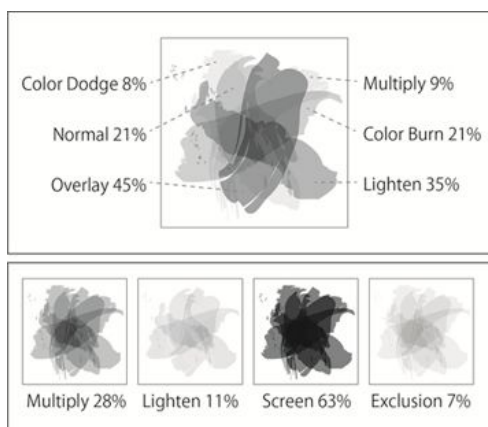 Color Dodge 8%
Multiply 9%
Normal 21%
Color Burn 21%
Overlay 45%
Lighten 35%
Multiply 28%
Lighten 11%
Screen 63%
Exclusion 7%